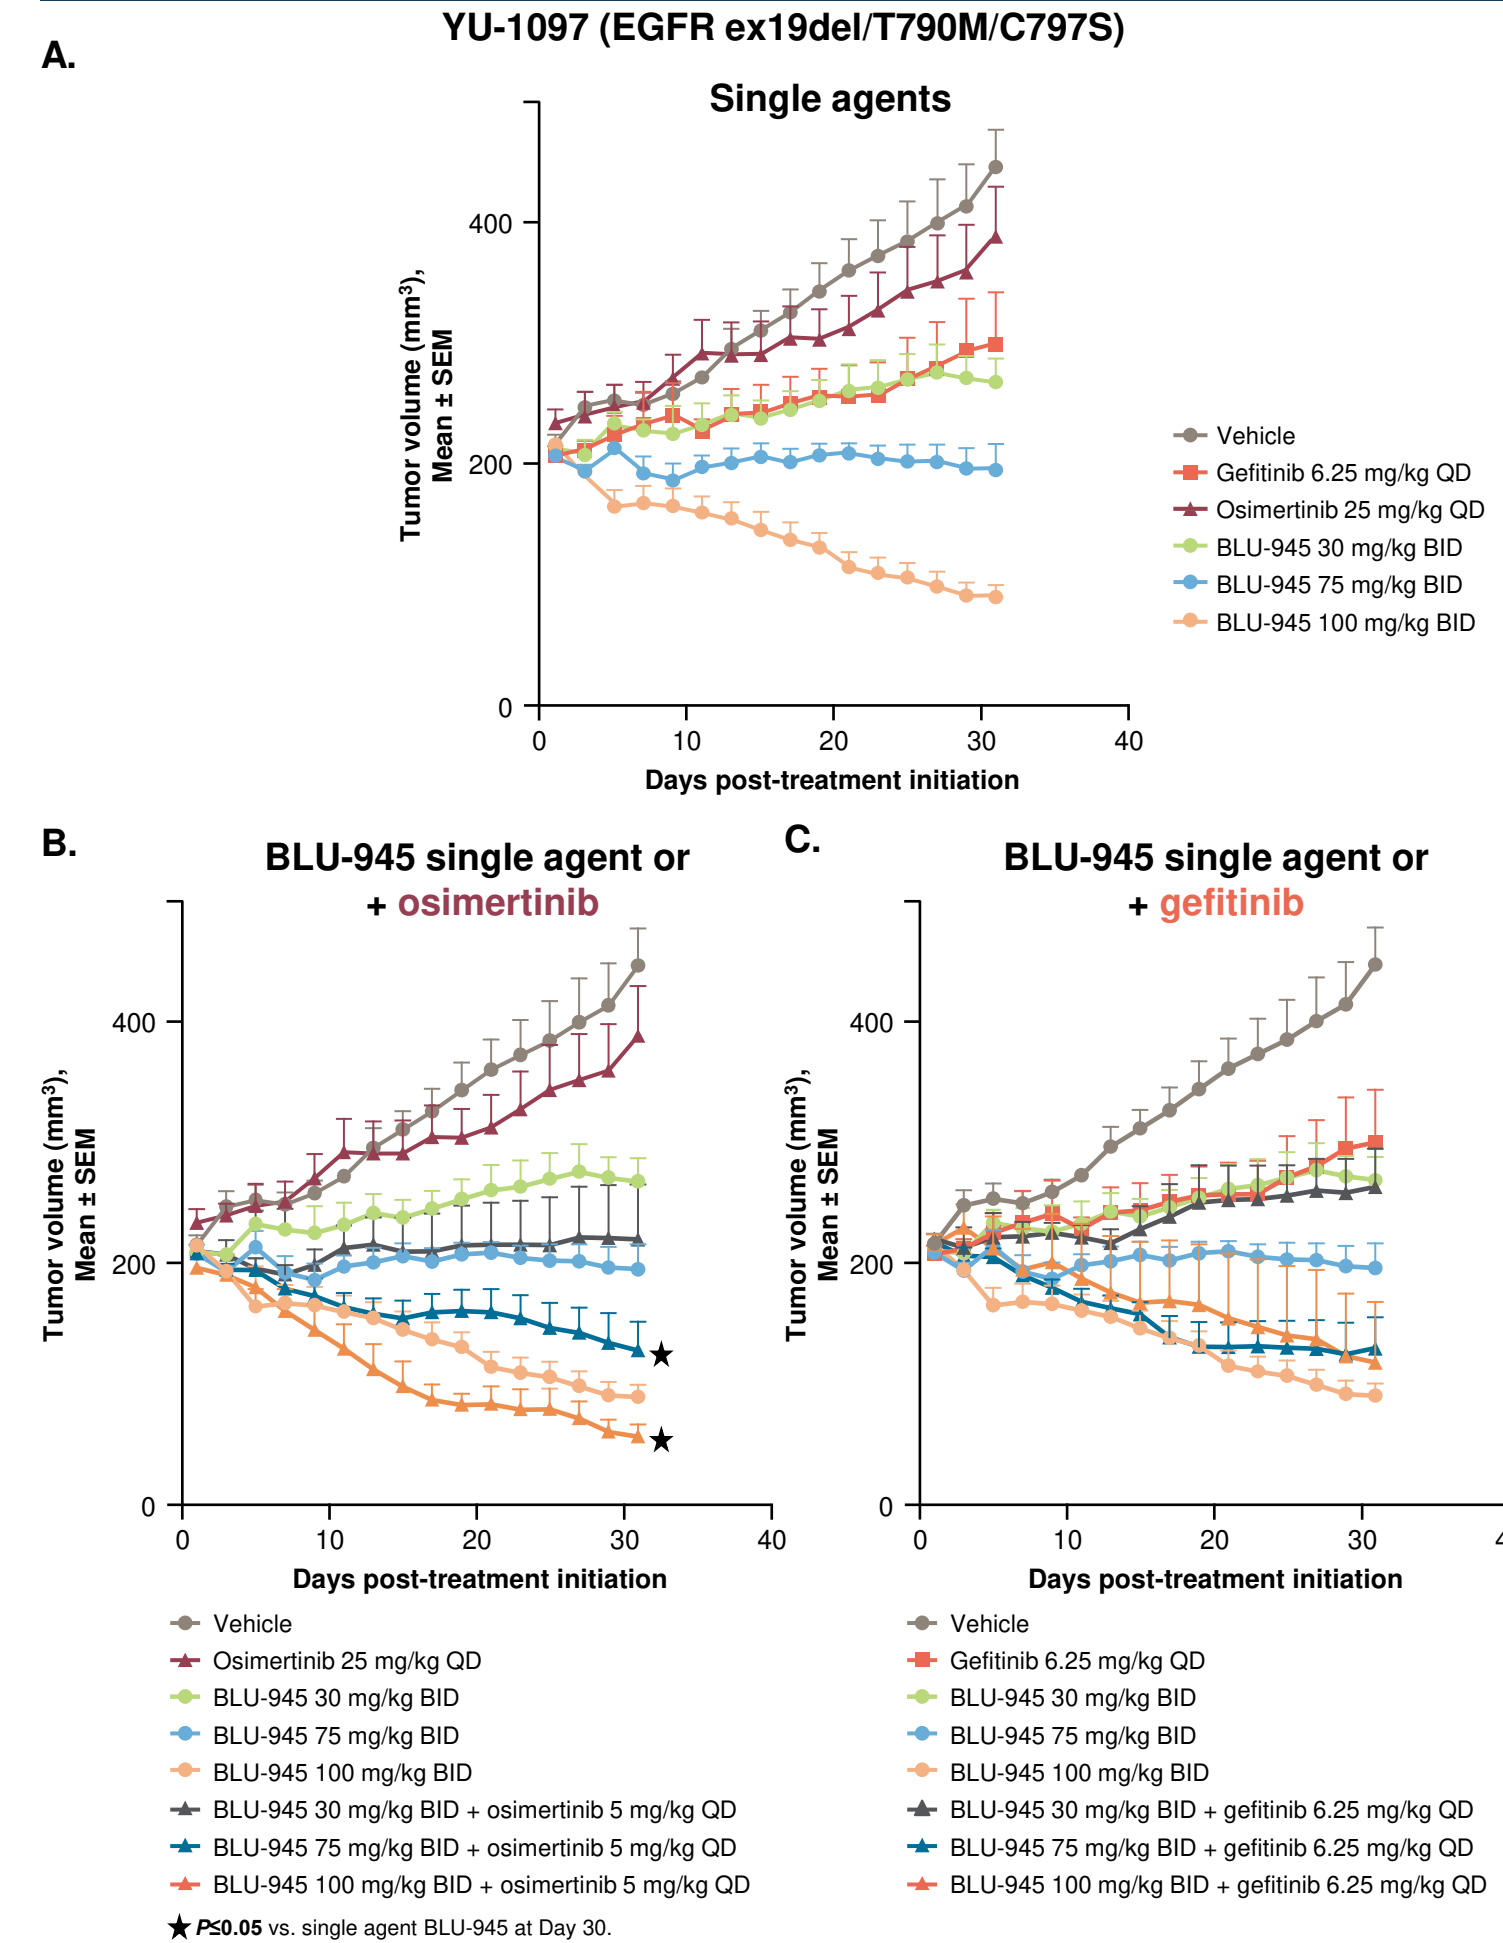 YU-1097 (EGFR ex19del/T790M/C797S)
A.
Single agents
Tumor volume (mm³),
Mean ± SEM
400
200
0
0 10 20 30 40
Days post-treatment initiation
Vehicle
Gefitinib 6.25 mg/kg QD
Osimertinib 25 mg/kg QD
BLU-945 30 mg/kg BID
BLU-945 75 mg/kg BID
BLU-945 100 mg/kg BID
B.
BLU-945 single agent or
+ osimertinib
Tumor volume (mm³),
Mean ± SEM
400
200
0
0 10 20 30 40
Days post-treatment initiation
Vehicle
Osimertinib 25 mg/kg QD
BLU-945 30 mg/kg BID
BLU-945 75 mg/kg BID
BLU-945 100 mg/kg BID
BLU-945 30 mg/kg BID + osimertinib 5 mg/kg QD
BLU-945 75 mg/kg BID + osimertinib 5 mg/kg QD
BLU-945 100 mg/kg BID + osimertinib 5 mg/kg QD
★ P≤0.05 vs. single agent BLU-945 at Day 30.
C.
BLU-945 single agent or
+ gefitinib
Tumor volume (mm³),
Mean ± SEM
400
200
0
0 10 20 30
Days post-treatment initiation
Vehicle
Gefitinib 6.25 mg/kg QD
BLU-945 30 mg/kg BID
BLU-945 75 mg/kg BID
BLU-945 100 mg/kg BID
BLU-945 30 mg/kg BID + gefitinib 6.25 mg/kg QD
BLU-945 75 mg/kg BID + gefitinib 6.25 mg/kg QD
BLU-945 100 mg/kg BID + gefitinib 6.25 mg/kg QD